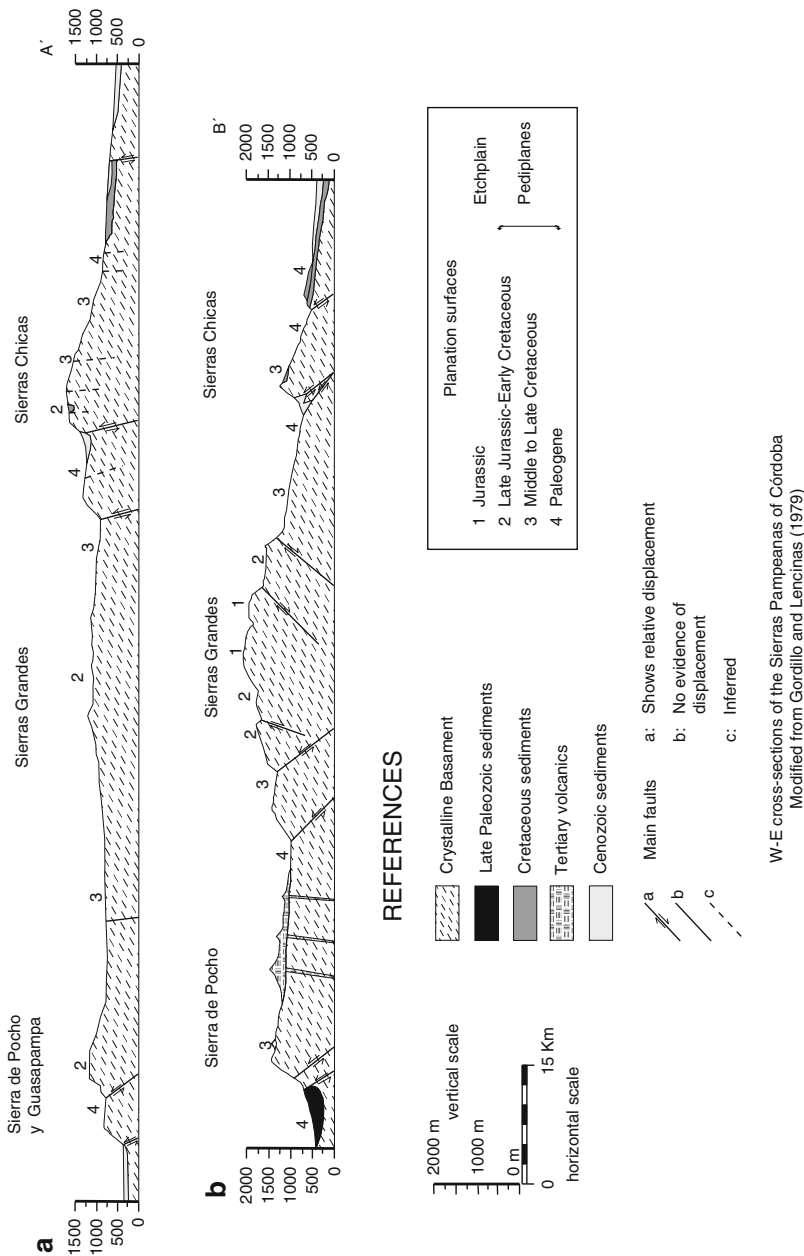 a
Sierra de Pocho
y Guasapampa
Sierras Grandes
Sierras Chicas
A´
1500
1000
500
0
4
2
3
2
3
4
2
3
3
4
1500
1000
500
0
b
Sierra de Pocho
Sierras Grandes
Sierras Chicas
B´
2000
1500
1000
500
0
4
3
4
3
2
2
1
1
2
3
4
3
4
4
2000
1500
1000
500
0
REFERENCES
2000 m
1000 m
0 m
vertical scale
0
15 Km
horizontal scale
Crystalline Basament
Late Paleozoic sediments
Cretaceous sediments
Tertiary volcanics
Cenozoic sediments
a
b
c
Main faults
a: Shows relative displacement
b: No evidence of
displacement
c: Inferred
Planation surfaces
1 Jurassic Etchplain
2 Late Jurassic-Early Cretaceous
3 Middle to Late Cretaceous Pediplanes
4 Paleogene
W-E cross-sections of the Sierras Pampeanas of Córdoba
Modified from Gordillo and Lencinas (1979)